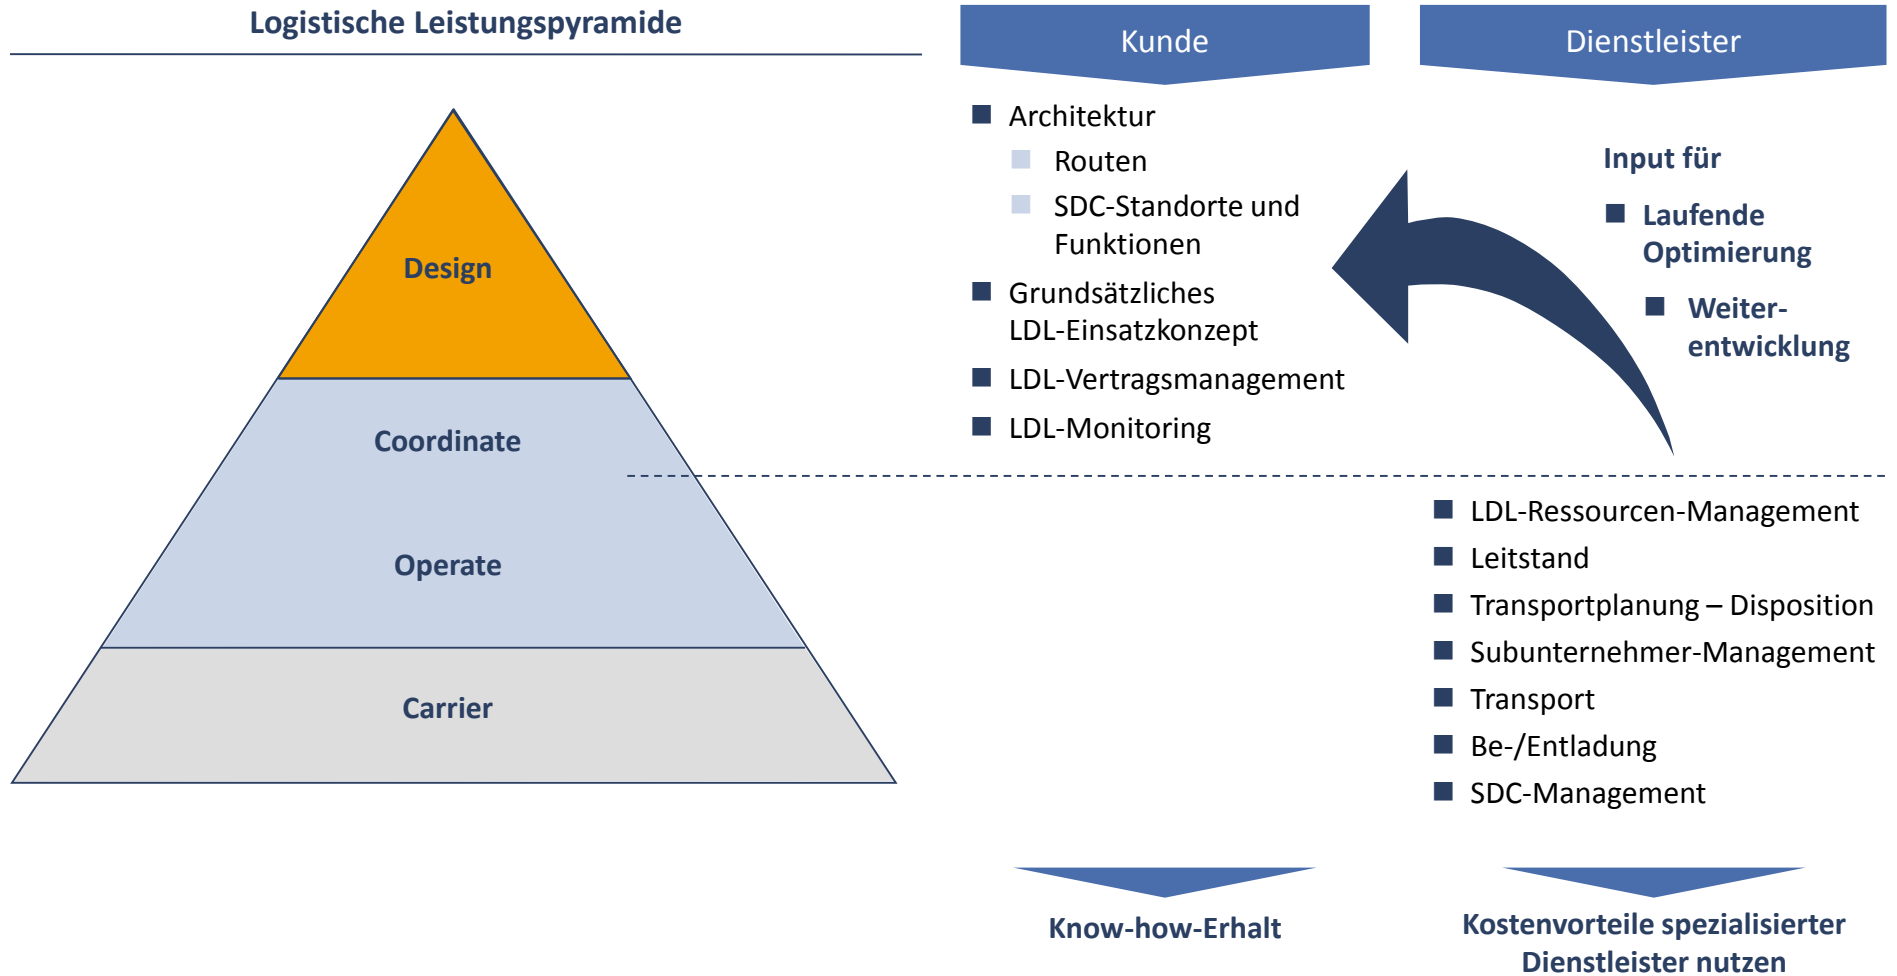 Logistische Leistungspyramide
Design
Coordinate
Operate
Carrier
Kunde
Architektur
Routen
SDC-Standorte und
Funktionen
Grundsätzliches
LDL-Einsatzkonzept
LDL-Vertragsmanagement
LDL-Monitoring
Know-how-Erhalt
Dienstleister
Input für
Laufende
Optimierung
Weiter-
entwicklung
LDL-Ressourcen-Management
Leitstand
Transportplanung – Disposition
Subunternehmer-Management
Transport
Be-/Entladung
SDC-Management
Kostenvorteile spezialisierter
Dienstleister nutzen